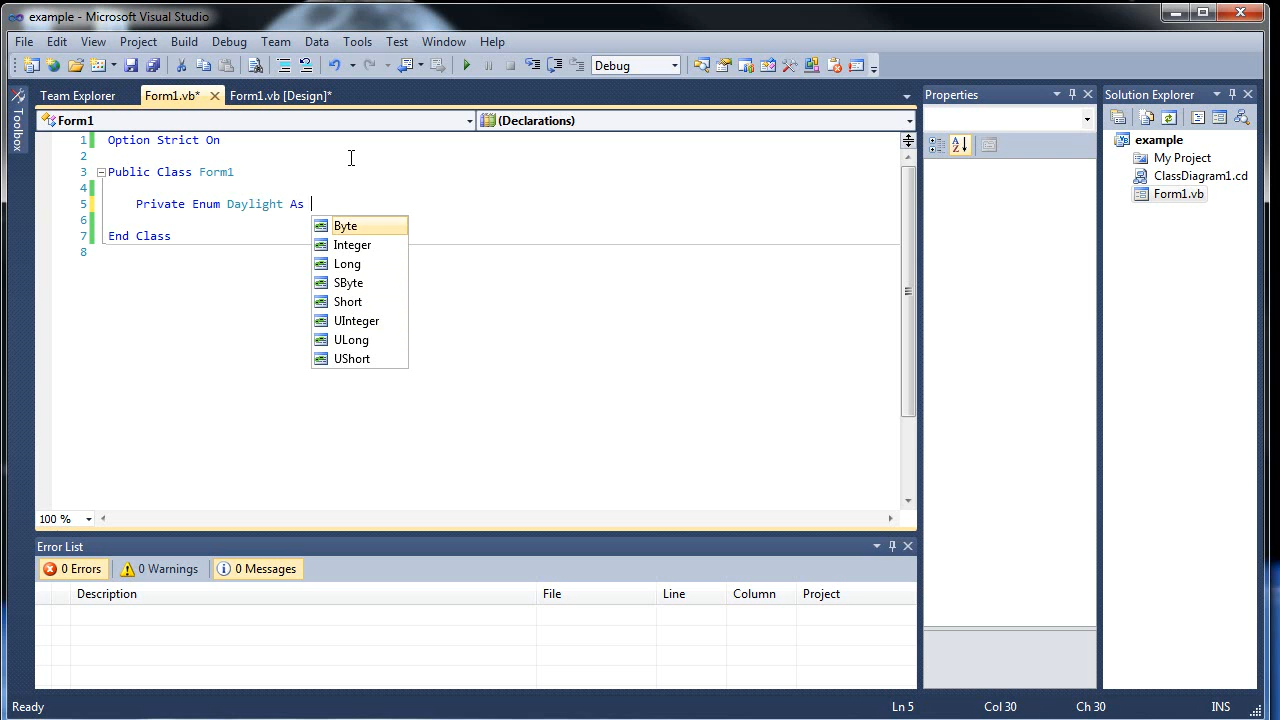 example - Microsoft Visual Studio
File Edit View Project Build Debug Team Data Tools Test Window Help
Debug
Team Explorer Form1.vb* Form1.vb [Design]*
Form1
(Declarations)
1 Option Strict On
2
3 Public Class Form1
4
5 Private Enum Daylight As
6
7 End Class
8
Byte
Integer
Long
SByte
Short
UInteger
ULong
UShort
100 %
Toolbox
Properties
Solution Explorer
example
My Project
ClassDiagram1.cd
Form1.vb
Error List
0 Errors 0 Warnings 0 Messages
Description File Line Column Project
Ready Ln 5 Col 30 Ch 30 INS